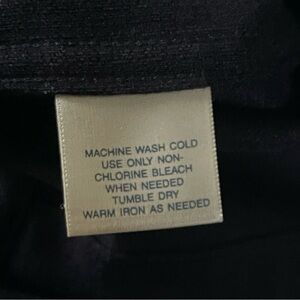 MACHINE WASH COLD
USE ONLY NON-
CHLORINE BLEACH
WHEN NEEDED
TUMBLE DRY
WARM IRON AS NEEDED